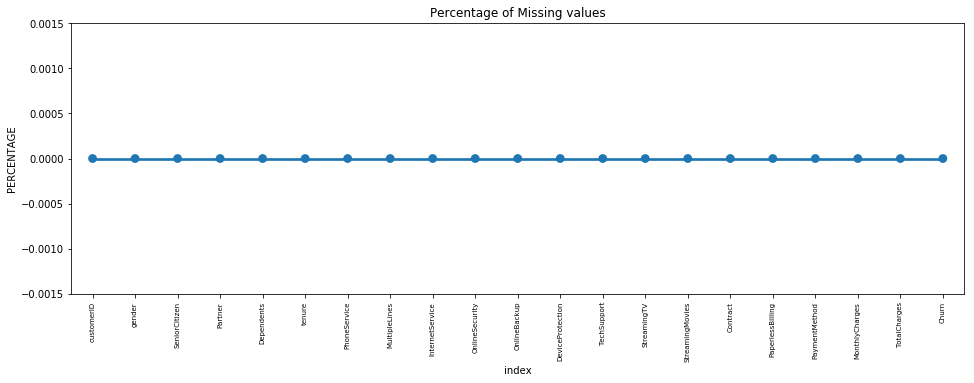 Percentage of Missing values
PERCENTAGE
0.0015
0.0010
0.0005
0.0000
−0.0005
−0.0010
−0.0015
customerID
gender
SeniorCitizen
Partner
Dependents
tenure
PhoneService
MultipleLines
InternetService
OnlineSecurity
OnlineBackup
DeviceProtection
TechSupport
StreamingTV
StreamingMovies
Contract
PaperlessBilling
PaymentMethod
MonthlyCharges
TotalCharges
Churn
index